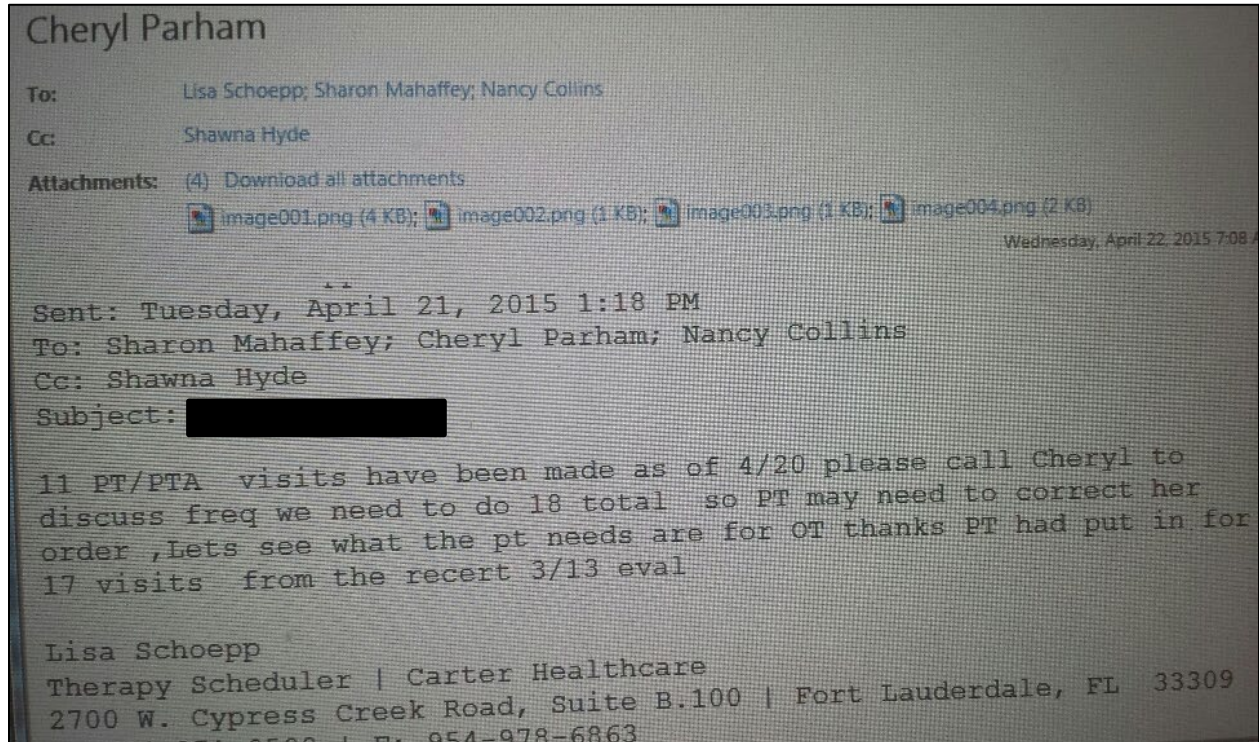 Cheryl Parham
To: Lisa Schoepp; Sharon Mahaffey; Nancy Collins
Cc: Shawna Hyde
Attachments: (4) Download all attachments
image001.png (4 KB); image002.png (1 KB); image003.png (1 KB); image004.png (2 KB)
Wednesday, April 22, 2015 7:08
Sent: Tuesday, April 21, 2015 1:18 PM
To: Sharon Mahaffey; Cheryl Parham; Nancy Collins
Cc: Shawna Hyde
Subject:
11 PT/PTA visits have been made as of 4/20 please call Cheryl to
discuss freq we need to do 18 total so PT may need to correct her
order ,Lets see what the pt needs are for OT thanks PT had put in for
17 visits from the recert 3/13 eval
Lisa Schoepp
Therapy Scheduler | Carter Healthcare
2700 W. Cypress Creek Road, Suite B.100 | Fort Lauderdale, FL 33309
954-978-6863